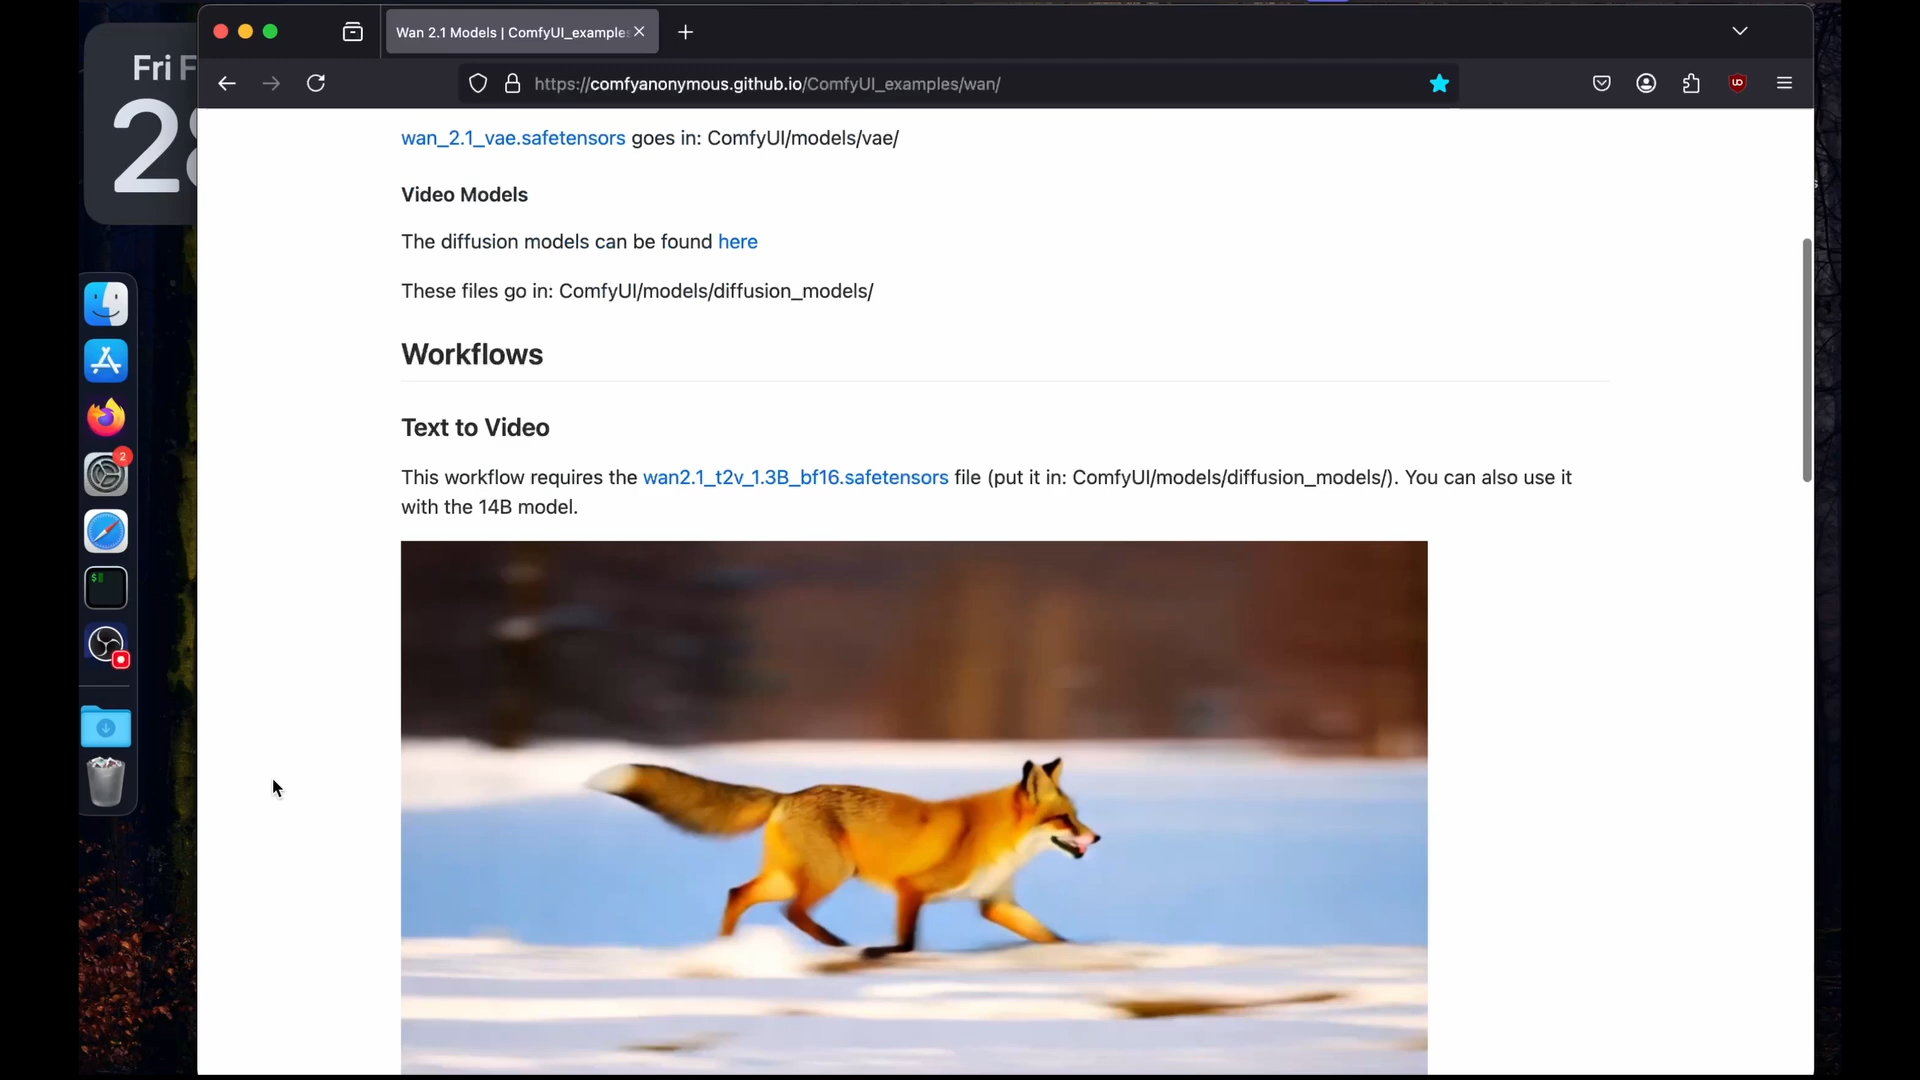 Fri F
28
Wan 2.1 Models | ComfyUI_examples
https://comfyanonymous.github.io/ComfyUI_examples/wan/
wan_2.1_vae.safetensors goes in: ComfyUI/models/vae/
Video Models
The diffusion models can be found here
These files go in: ComfyUI/models/diffusion_models/
Workflows
Text to Video
This workflow requires the wan2.1_t2v_1.3B_bf16.safetensors file (put it in: ComfyUI/models/diffusion_models/). You can also use it
with the 14B model.
2
$